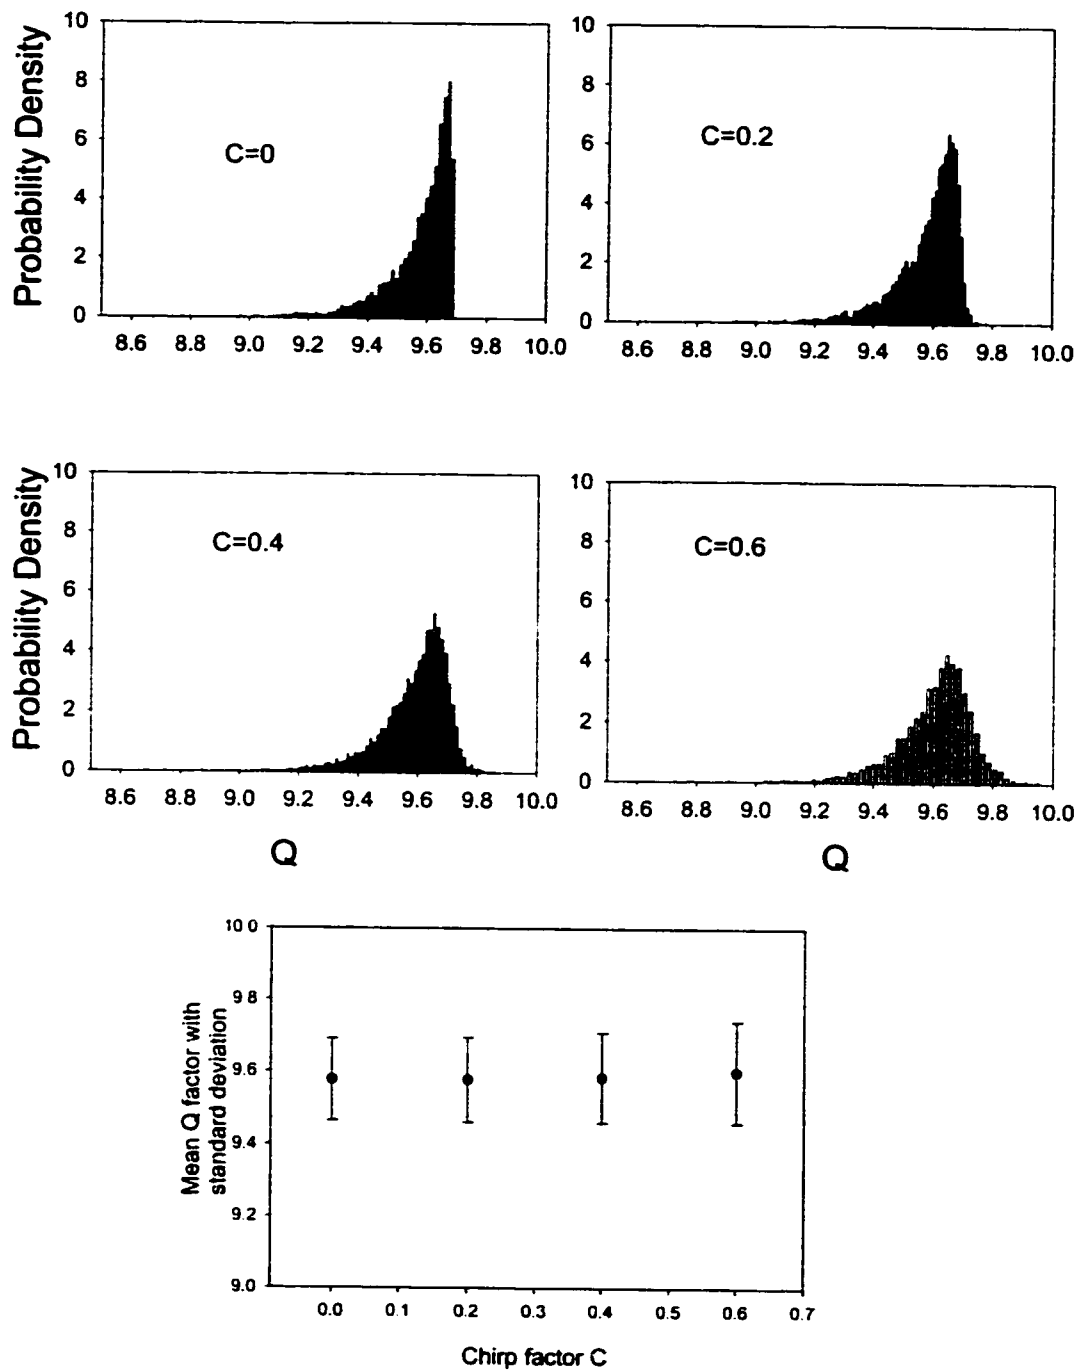 Probability Density
10
8
6
4
2
0
C=0
8.6 8.8 9.0 9.2 9.4 9.6 9.8 10.0
10
8
6
4
2
0
C=0.2
8.6 8.8 9.0 9.2 9.4 9.6 9.8 10.0
Probability Density
10
8
6
4
2
0
C=0.4
8.6 8.8 9.0 9.2 9.4 9.6 9.8 10.0
Q
10
8
6
4
2
0
C=0.6
8.6 8.8 9.0 9.2 9.4 9.6 9.8 10.0
Q
Mean Q factor with
standard deviation
10 0
9.8
9.6
9.4
9.2
9.0
0.0 0.1 0.2 0.3 0.4 0.5 0.6 0.7
Chirp factor C